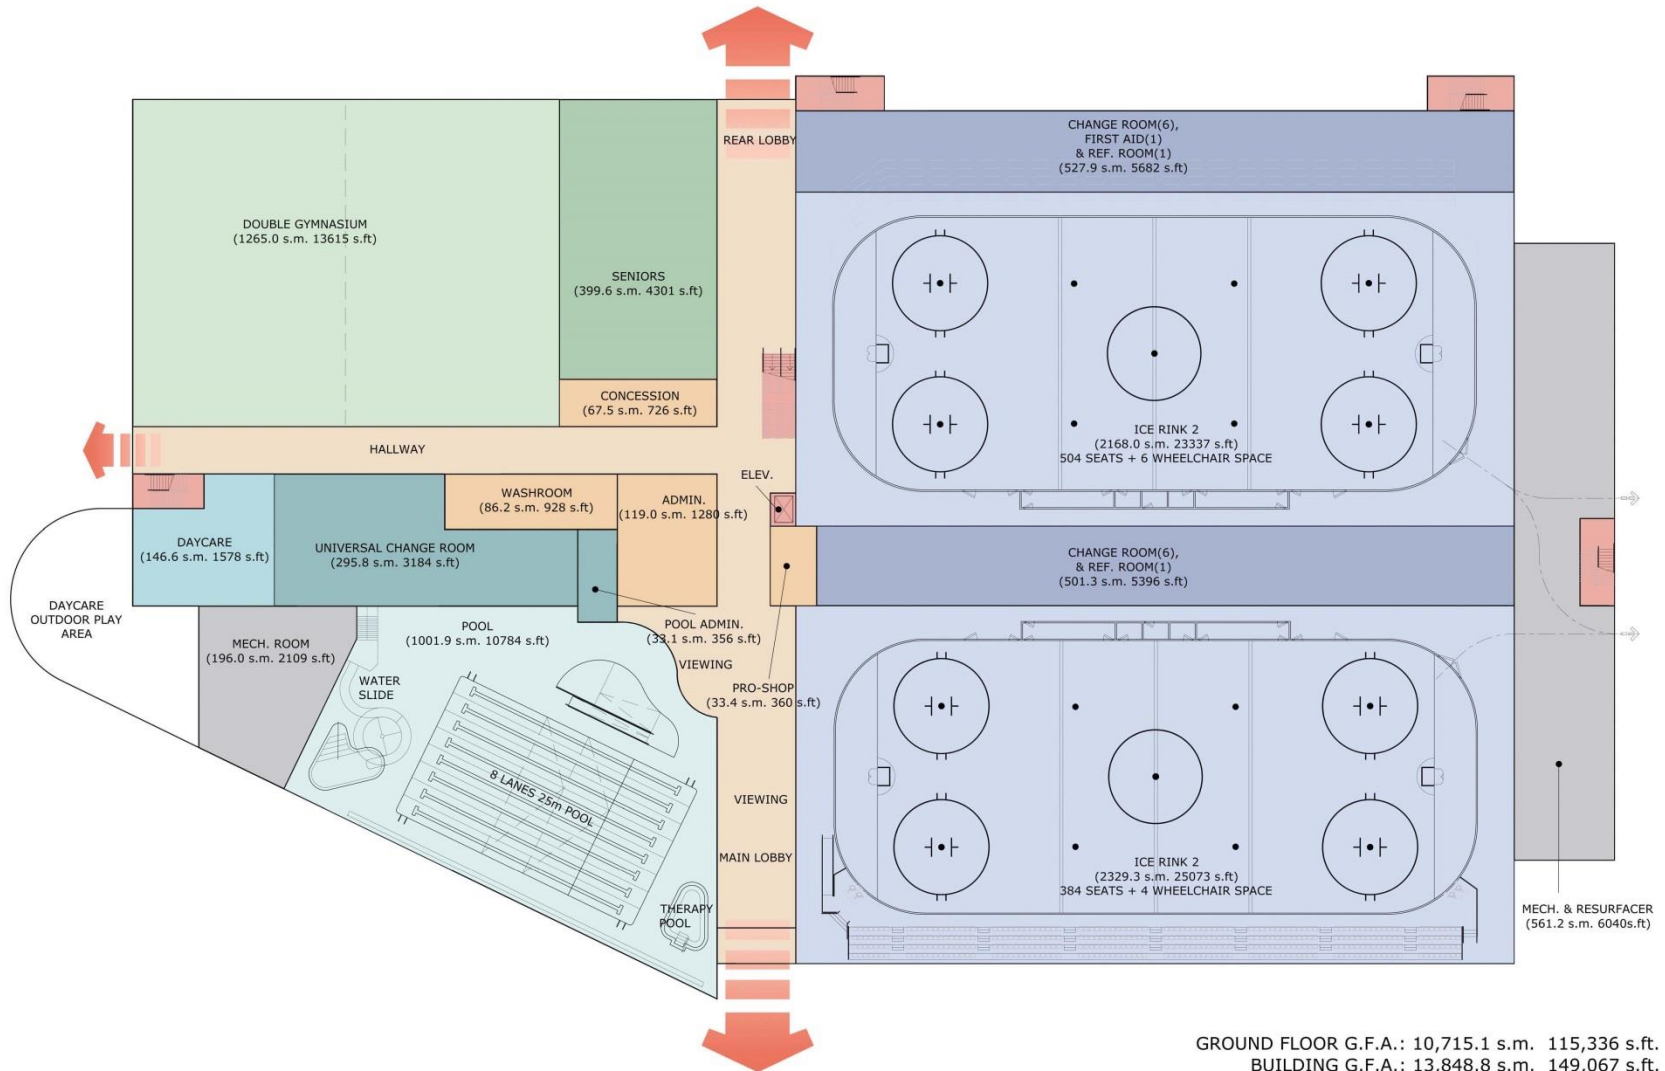 REAR LOBBY
CHANGE ROOM(6),
FIRST AID(1)
& REF. ROOM(1)
(527.9 s.m. 5682 s.ft)
DOUBLE GYMNASIUM
(1265.0 s.m. 13615 s.ft)
SENIORS
(399.6 s.m. 4301 s.ft)
CONCESSION
(67.5 s.m. 726 s.ft)
ICE RINK 2
(2168.0 s.m. 23337 s.ft)
504 SEATS + 6 WHEELCHAIR SPACE
HALLWAY
ELEV.
WASHROOM
(86.2 s.m. 928 s.ft)
ADMIN.
(119.0 s.m. 1280 s.ft)
DAYCARE
(146.6 s.m. 1578 s.ft)
UNIVERSAL CHANGE ROOM
(295.8 s.m. 3184 s.ft)
CHANGE ROOM(6),
& REF. ROOM(1)
(501.3 s.m. 5396 s.ft)
DAYCARE
OUTDOOR PLAY
AREA
MECH. ROOM
(196.0 s.m. 2109 s.ft)
POOL
(1001.9 s.m. 10784 s.ft)
POOL ADMIN.
(33.1 s.m. 356 s.ft)
VIEWING
WATER
SLIDE
PRO-SHOP
(33.4 s.m. 360 s.ft)
8 LANES 25m POOL
VIEWING
MAIN LOBBY
ICE RINK 2
(2329.3 s.m. 25073 s.ft)
384 SEATS + 4 WHEELCHAIR SPACE
THERAPY
POOL
MECH. & RESURFACER
(561.2 s.m. 6040s.ft)
GROUND FLOOR G.F.A.: 10,715.1 s.m. 115,336 s.ft.
BUILDING G.F.A.: 13,848.8 s.m. 149,067 s.ft.